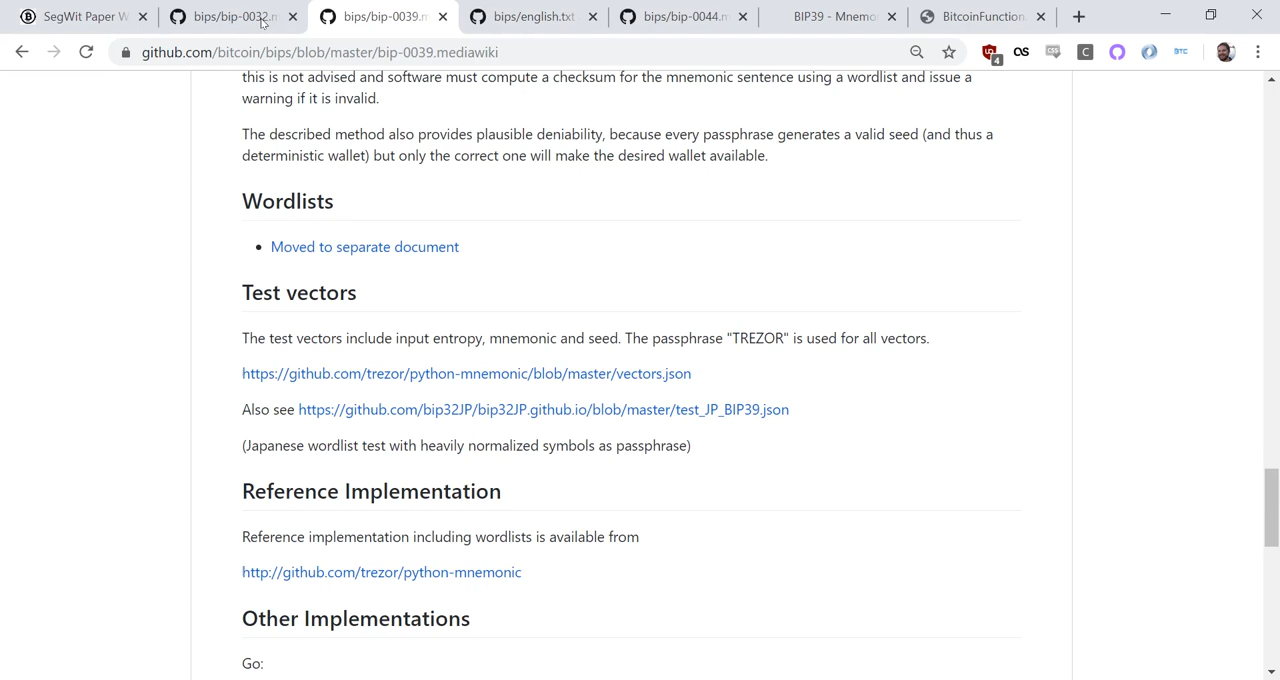 SegWit Paper W
bips/bip-0032.m
bips/bip-0039.m
bips/english.txt
bips/bip-0044.m
BIP39 - Mnemo
BitcoinFunction
github.com/bitcoin/bips/blob/master/bip-0039.mediawiki
4
OS
CSS
C
BTC
this is not advised and software must compute a checksum for the mnemonic sentence using a wordlist and issue a
warning if it is invalid.
The described method also provides plausible deniability, because every passphrase generates a valid seed (and thus a
deterministic wallet) but only the correct one will make the desired wallet available.
Wordlists
• Moved to separate document
Test vectors
The test vectors include input entropy, mnemonic and seed. The passphrase "TREZOR" is used for all vectors.
https://github.com/trezor/python-mnemonic/blob/master/vectors.json
Also see https://github.com/bip32JP/bip32JP.github.io/blob/master/test_JP_BIP39.json
(Japanese wordlist test with heavily normalized symbols as passphrase)
Reference Implementation
Reference implementation including wordlists is available from
http://github.com/trezor/python-mnemonic
Other Implementations
Go: